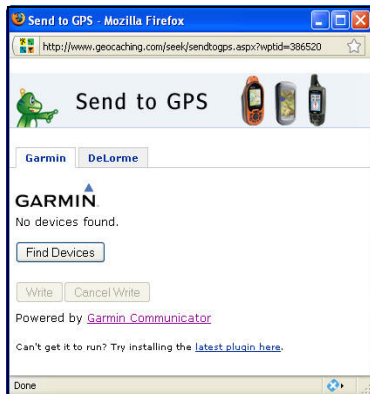 Send to GPS - Mozilla Firefox
http://www.geocaching.com/seek/sendtogps.aspx?wptid=386520
Send to GPS
Garmin DeLorme
GARMIN
No devices found.
Find Devices
Write Cancel Write
Powered by Garmin Communicator
Can't get it to run? Try installing the latest plugin here.
Done